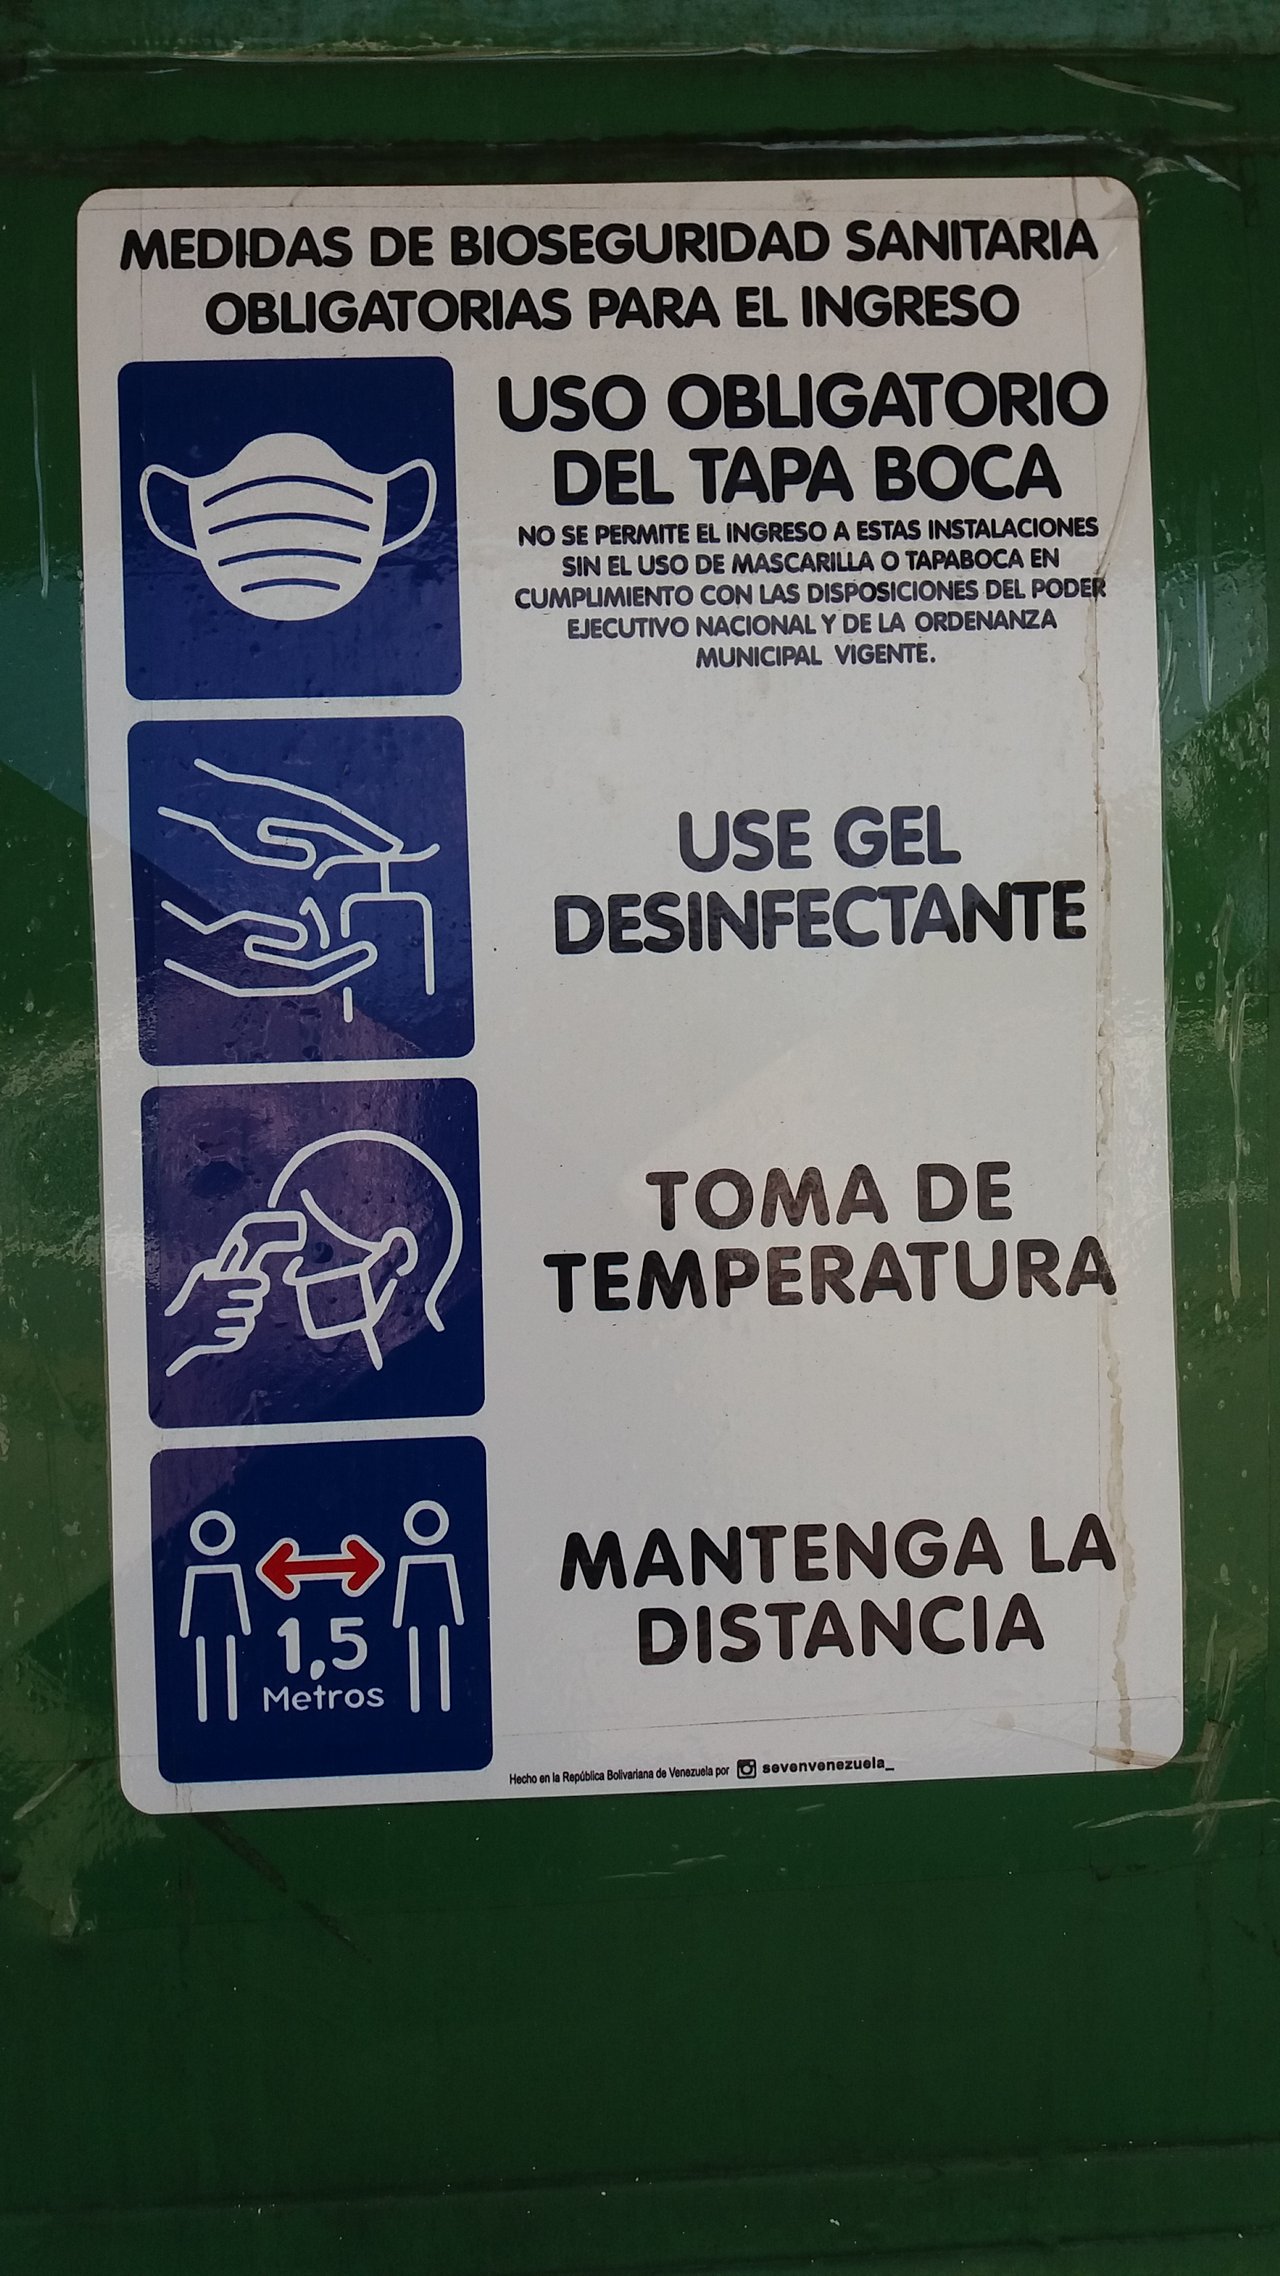 MEDIDAS DE BIOSEGURIDAD SANITARIA
OBLIGATORIAS PARA EL INGRESO
USO OBLIGATORIO
DEL TAPA BOCA
NO SE PERMITE EL INGRESO A ESTAS INSTALACIONES
SIN EL USO DE MASCARILLA O TAPABOCA EN
CUMPLIMIENTO CON LAS DISPOSICIONES DEL PODER
EJECUTIVO NACIONAL Y DE LA ORDENANZA
MUNICIPAL VIGENTE.
USE GEL
DESINFECTANTE
TOMA DE
TEMPERATURA
1,5
Metros
MANTENGA LA
DISTANCIA
Hecho en la República Bolivariana de Venezuela por sevenvenezuela_